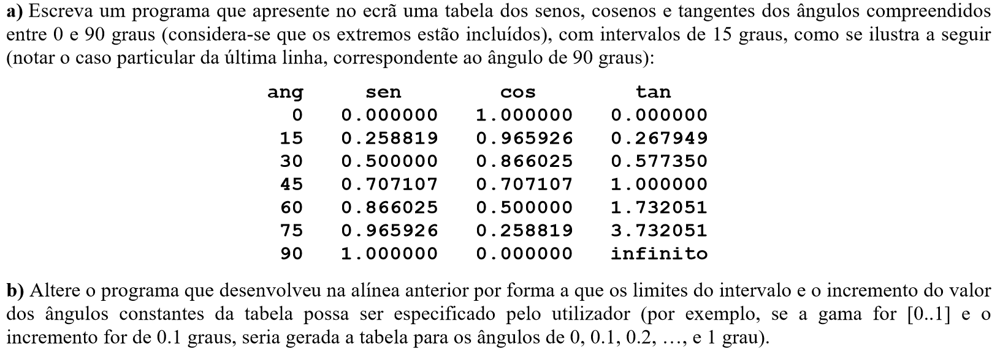 a) Escreva um programa que apresente no ecrã uma tabela dos senos, cosenos e tangentes dos ângulos compreendidos
entre 0 e 90 graus (considera-se que os extremos estão incluídos), com intervalos de 15 graus, como se ilustra a seguir
(notar o caso particular da última linha, correspondente ao ângulo de 90 graus):
ang sen cos tan
0 0.000000 1.000000 0.000000
15 0.258819 0.965926 0.267949
30 0.500000 0.866025 0.577350
45 0.707107 0.707107 1.000000
60 0.866025 0.500000 1.732051
75 0.965926 0.258819 3.732051
90 1.000000 0.000000 infinito
b) Altere o programa que desenvolveu na alínea anterior por forma a que os limites do intervalo e o incremento do valor
dos ângulos constantes da tabela possa ser especificado pelo utilizador (por exemplo, se a gama for [0..1] e o
incremento for de 0.1 graus, seria gerada a tabela para os ângulos de 0, 0.1, 0.2, …, e 1 grau).